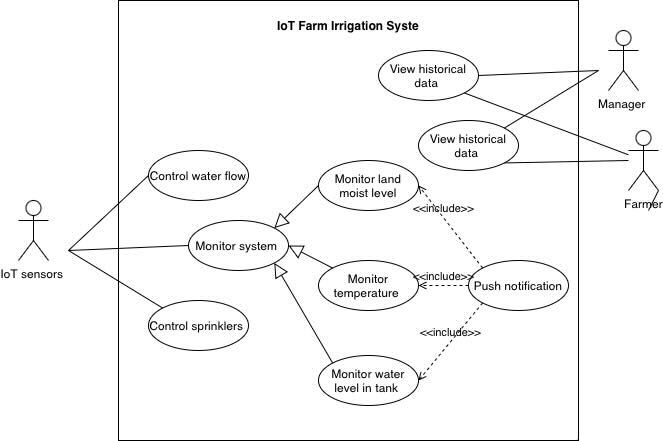 IoT Farm Irrigation Syste
View historical
data
Manager
View historical
data
Farmer
Control water flow
Monitor land
moist level
<<include>>
IoT sensors
Monitor system
Monitor
temperature
<<include>>
Push notification
Control sprinklers
<<include>>
Monitor water
level in tank